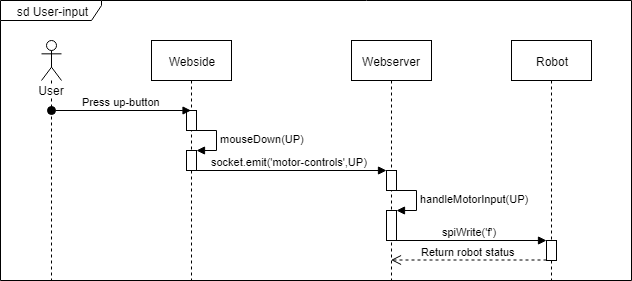 sd User-input
Webside
Webserver
Robot
User
Press up-button
mouseDown(UP)
socket.emit('motor-controls',UP)
handleMotorInput(UP)
spiWrite('f')
Return robot status